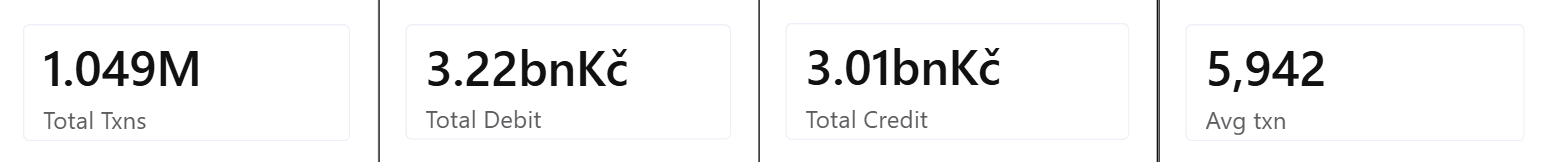 1.049M
Total Txns
3.22bnKč
Total Debit
3.01bnKč
Total Credit
5,942
Avg txn